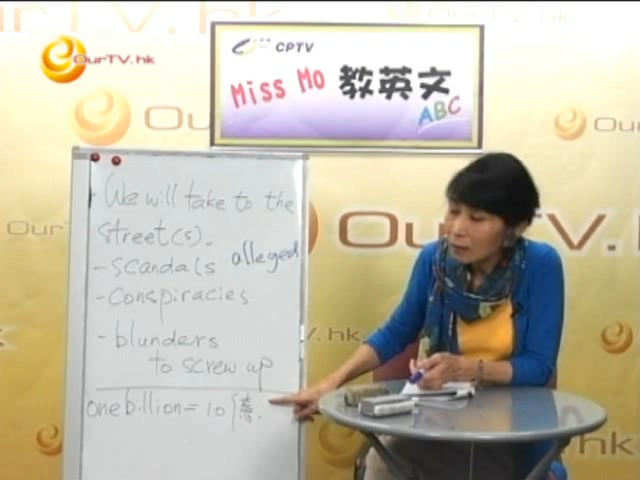 OurTV.hk
CPTV
Miss Mo 教英文
ABC
We will take to the
street(s).
- scandals alleged
- conspiracies
- blunders
to screw up
one billion = 10億
OurTV.hk